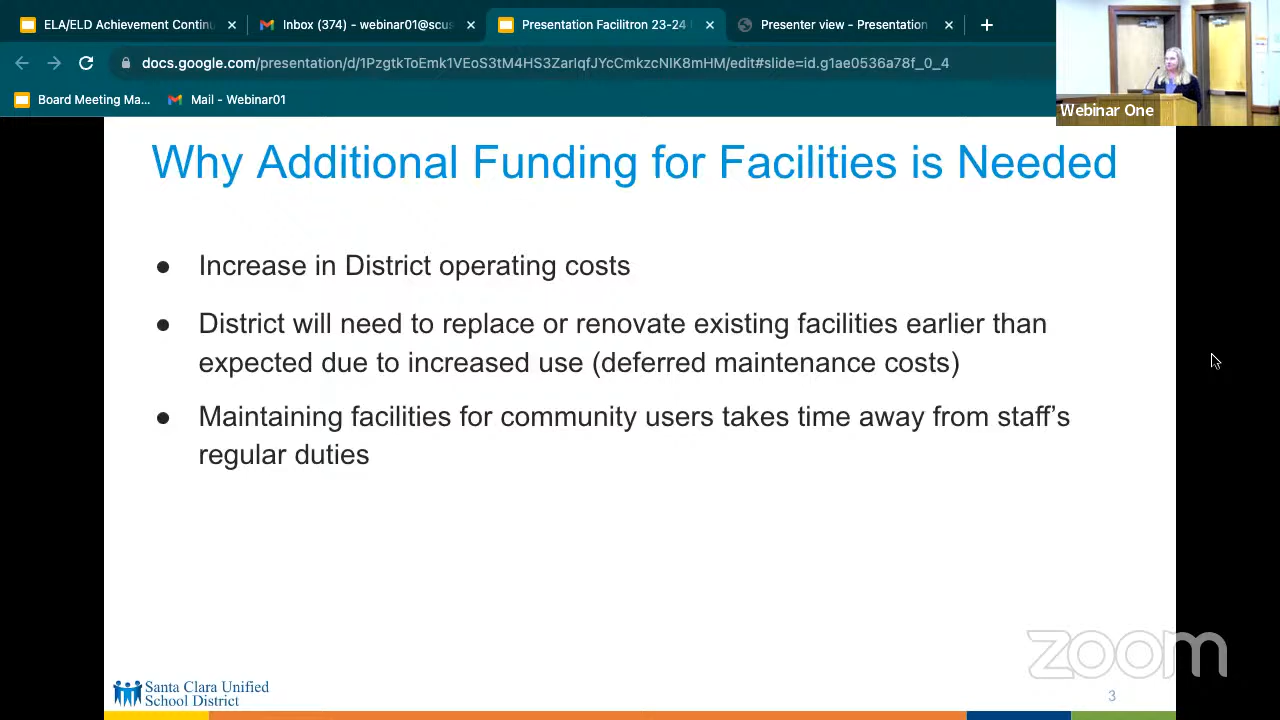 ELA/ELD Achievement Continu
Inbox (374) - webinar01@scus
Presentation Facilitron 23-24
Presenter view - Presentation
docs.google.com/presentation/d/1PzgtkToEmk1VEoS3tM4HS3ZarIqfJYcCmkzcNlK8mHM/edit#slide=id.g1ae0536a78f_0_4
Board Meeting Ma...
Mail - Webinar01
Webinar One
Why Additional Funding for Facilities is Needed
● Increase in District operating costs
● District will need to replace or renovate existing facilities earlier than
expected due to increased use (deferred maintenance costs)
● Maintaining facilities for community users takes time away from staff's
regular duties
zoom
Santa Clara Unified
School District
3